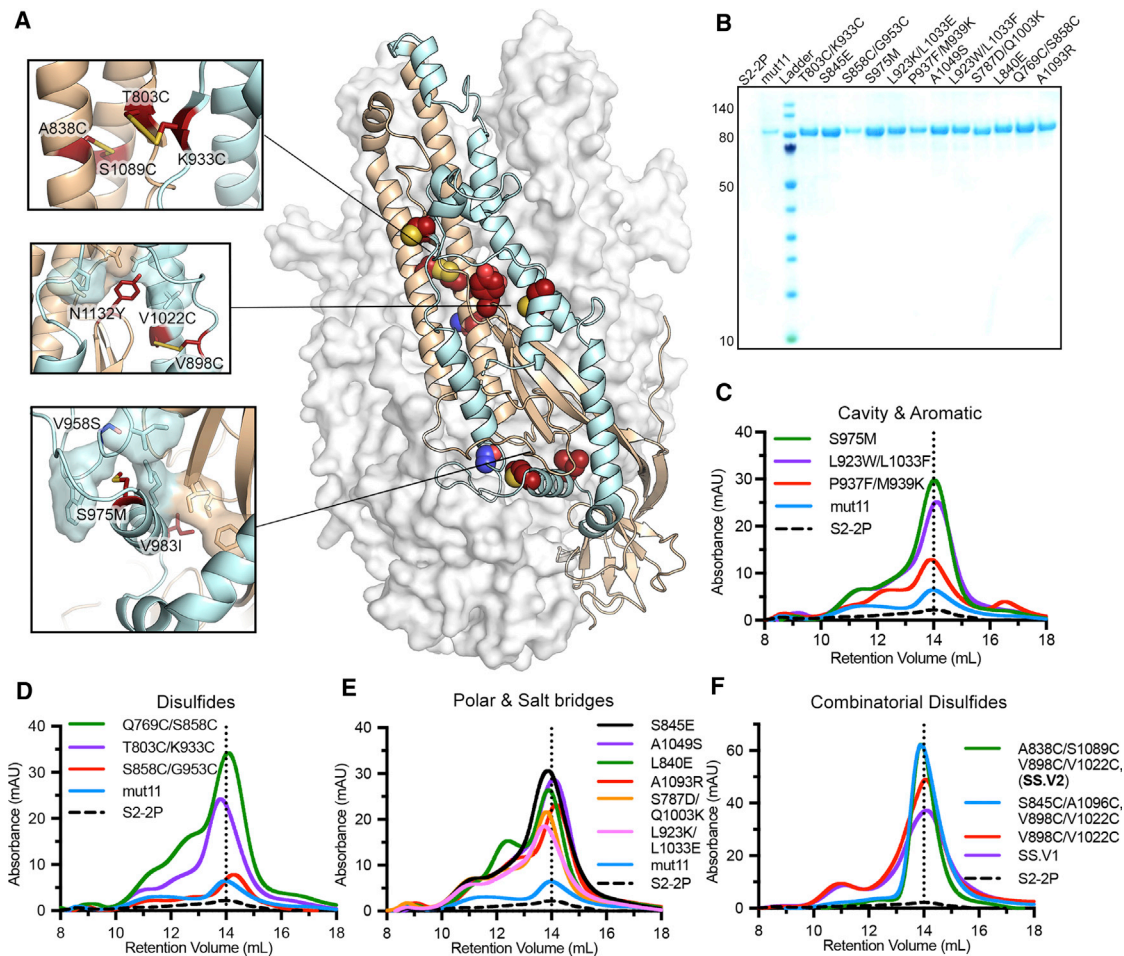 A
T803C
A838C
S1089C
K933C
N1132Y
V1022C
V898C
V958S
S975M
V983I
B
S2-2P
mut11
Ladder
T803C/K933C
S845E
S858C/G953C
S975M
L923K/L1033E
P937F/M939K
A1049S
L923W/L1033F
S787D/Q1003K
L840E
Q769C/S858C
A1093R
140
80
50
10
C
Cavity & Aromatic
S975M
L923W/L1033F
P937F/M939K
mut11
S2-2P
Absorbance (mAU)
40
30
20
10
0
8 10 12 14 16 18
Retention Volume (mL)
D
Disulfides
Q769C/S858C
T803C/K933C
S858C/G953C
mut11
S2-2P
Absorbance (mAU)
40
30
20
10
0
8 10 12 14 16 18
Retention Volume (mL)
E
Polar & Salt bridges
S845E
A1049S
L840E
A1093R
S787D/
Q1003K
L923K/
L1033E
mut11
S2-2P
Absorbance (mAU)
40
30
20
10
0
8 10 12 14 16 18
Retention Volume (mL)
F
Combinatorial Disulfides
A838C/S1089C
V898C/V1022C,
(SS.V2)
S845C/A1096C,
V898C/V1022C,
V898C/V1022C
SS.V1
S2-2P
Absorbance (mAU)
60
40
20
0
8 10 12 14 16 18
Retention Volume (mL)